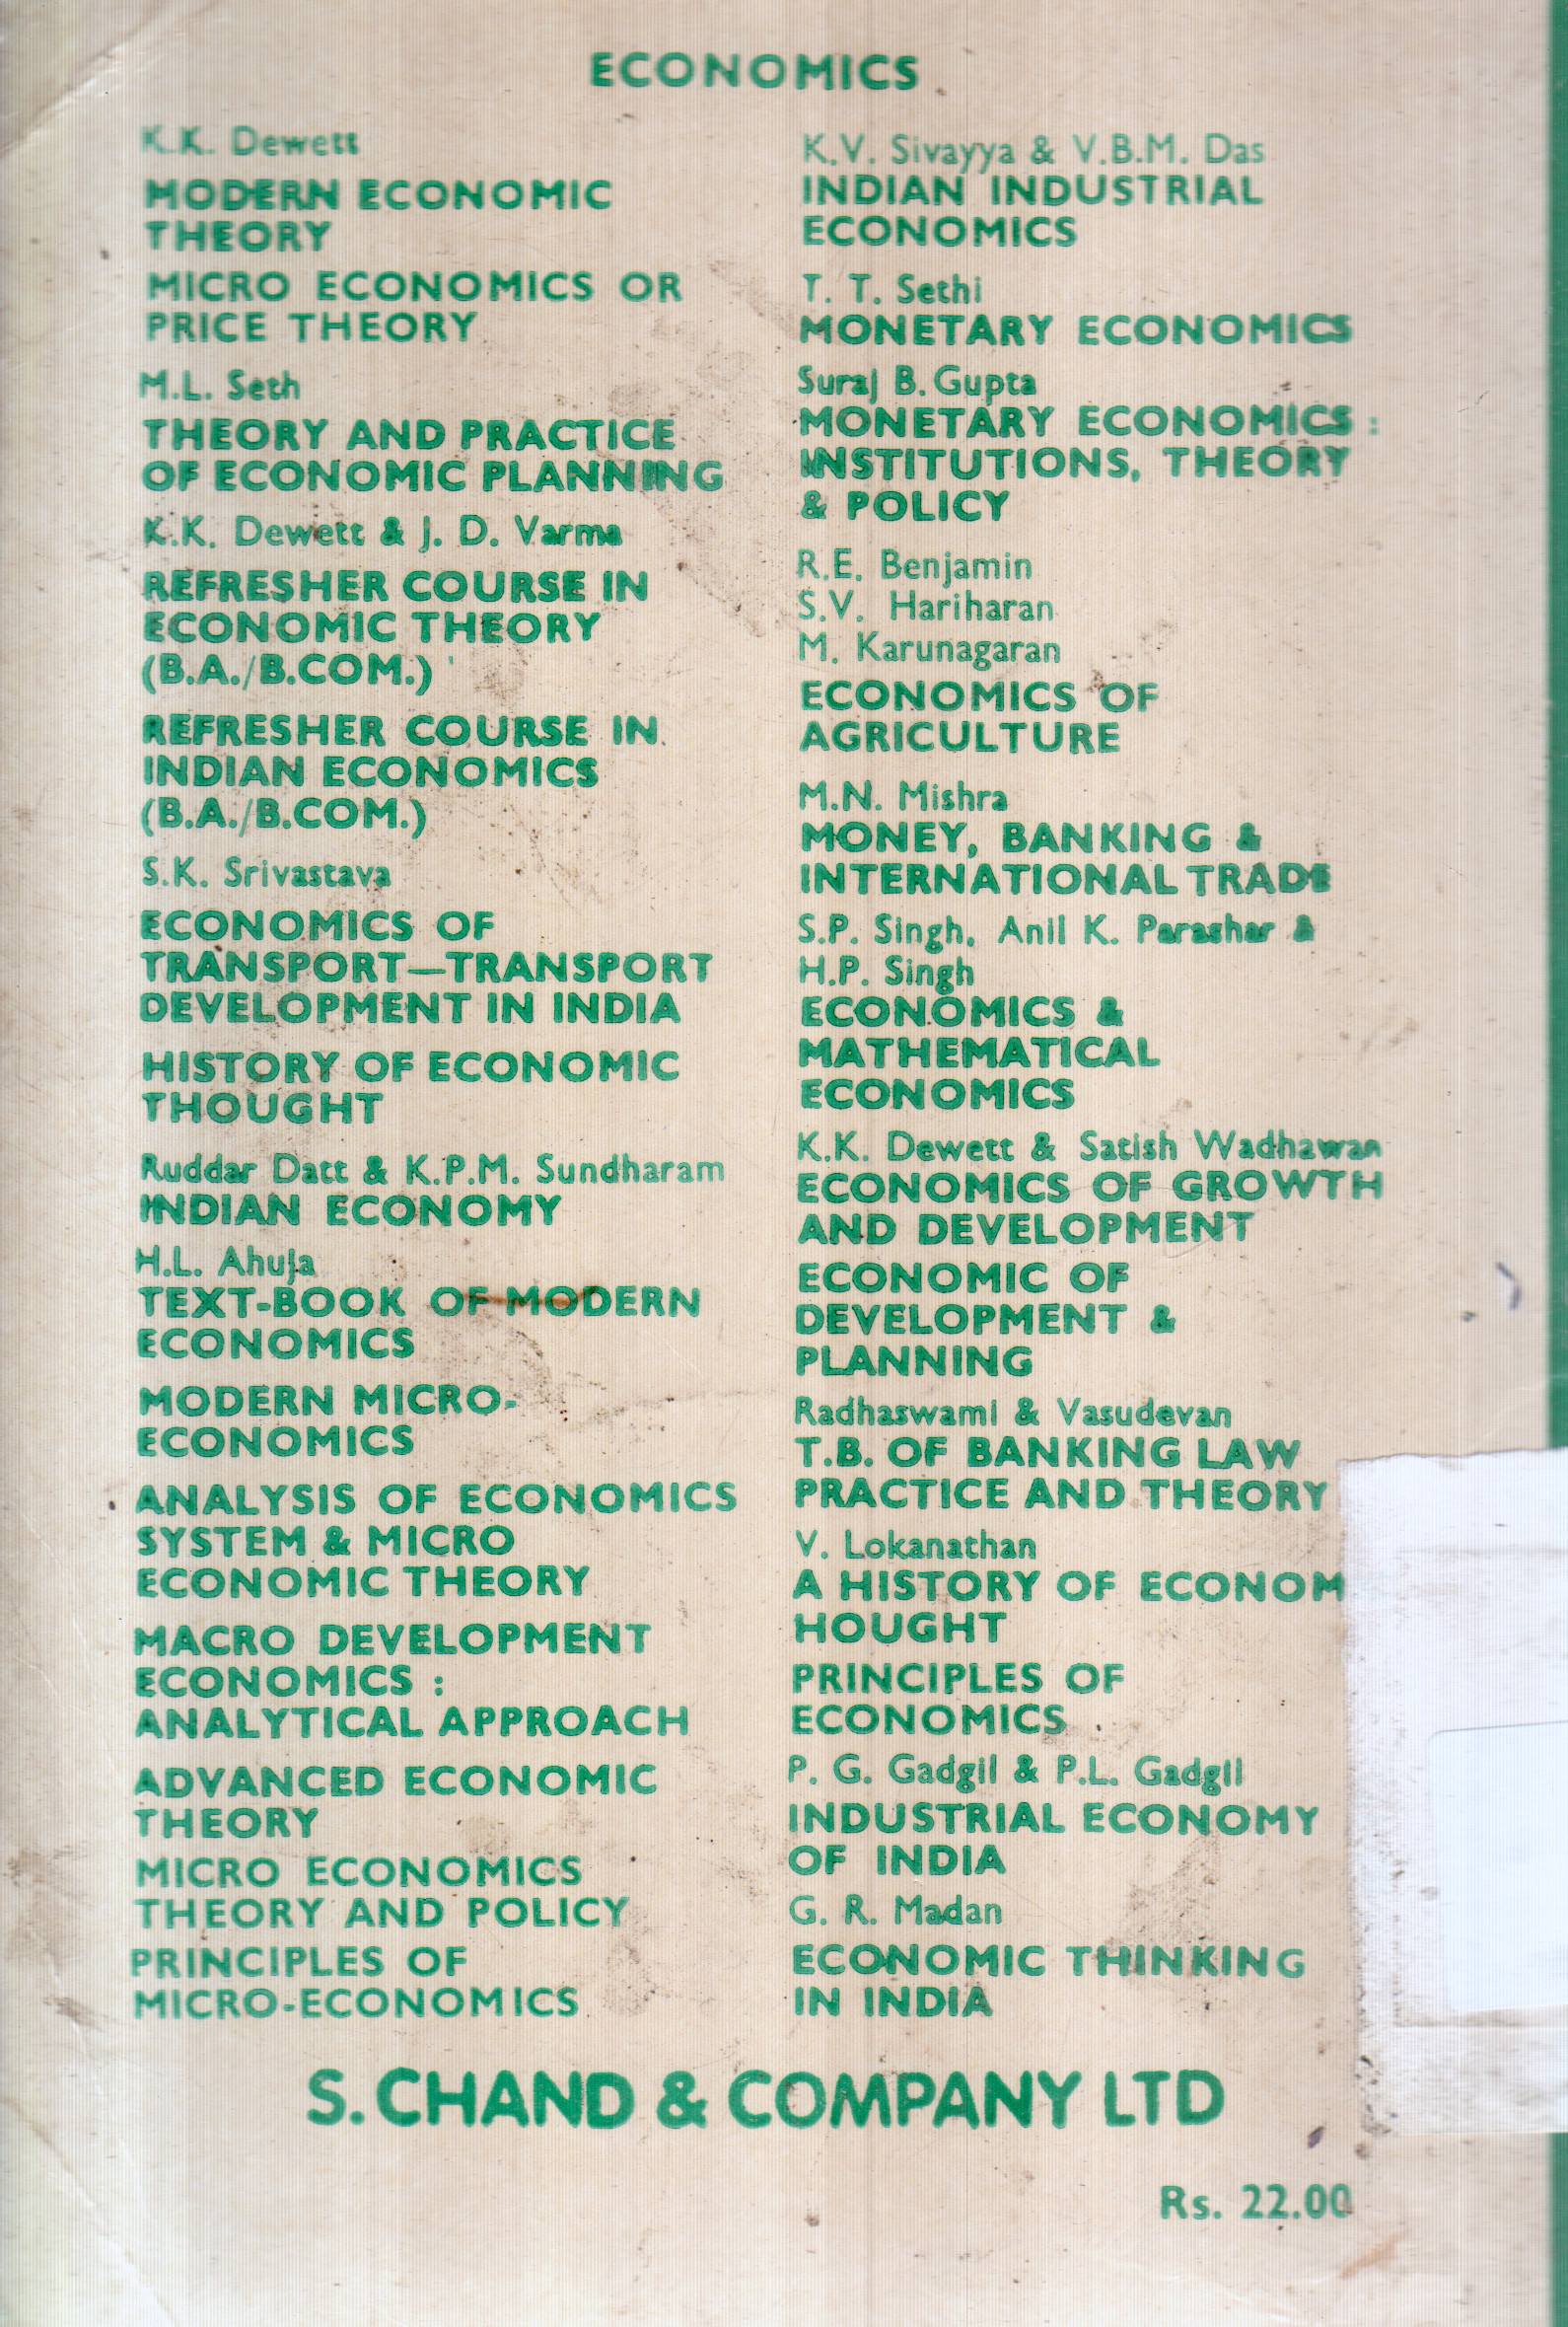 ECONOMICS
K.K. Dewett
MODERN ECONOMIC
THEORY
MICRO ECONOMICS OR
PRICE THEORY
M.L. Seth
THEORY AND PRACTICE
OF ECONOMIC PLANNING
K.K. Dewett & J. D. Varma
REFRESHER COURSE IN
ECONOMIC THEORY
(B.A./B.COM.)
REFRESHER COURSE IN
INDIAN ECONOMICS
(B.A./B.COM.)
S.K. Srivastava
ECONOMICS OF
TRANSPORT—TRANSPORT
DEVELOPMENT IN INDIA
HISTORY OF ECONOMIC
THOUGHT
Ruddar Datt & K.P.M. Sundharam
INDIAN ECONOMY
H.L. Ahuja
TEXT-BOOK OF MODERN
ECONOMICS
MODERN MICRO-
ECONOMICS
ANALYSIS OF ECONOMICS
SYSTEM & MICRO
ECONOMIC THEORY
MACRO DEVELOPMENT
ECONOMICS :
ANALYTICAL APPROACH
ADVANCED ECONOMIC
THEORY
MICRO ECONOMICS
THEORY AND POLICY
PRINCIPLES OF
MICRO-ECONOMICS
K.V. Sivayya & V.B.M. Das
INDIAN INDUSTRIAL
ECONOMICS
T. T. Sethi
MONETARY ECONOMICS
Suraj B. Gupta
MONETARY ECONOMICS :
INSTITUTIONS, THEORY
& POLICY
R.E. Benjamin
S.V. Hariharan
M. Karunagaran
ECONOMICS OF
AGRICULTURE
M.N. Mishra
MONEY, BANKING &
INTERNATIONAL TRADE
S.P. Singh, Anil K. Parashar &
H.P. Singh
ECONOMICS &
MATHEMATICAL
ECONOMICS
K.K. Dewett & Satish Wadhawan
ECONOMICS OF GROWTH
AND DEVELOPMENT
ECONOMIC OF
DEVELOPMENT &
PLANNING
Radhaswami & Vasudevan
T.B. OF BANKING LAW
PRACTICE AND THEORY
V. Lokanathan
A HISTORY OF ECONOM
HOUGHT
PRINCIPLES OF
ECONOMICS
P. G. Gadgil & P.L. Gadgil
INDUSTRIAL ECONOMY
OF INDIA
G. R. Madan
ECONOMIC THINKING
IN INDIA
S. CHAND & COMPANY LTD
Rs. 22.00